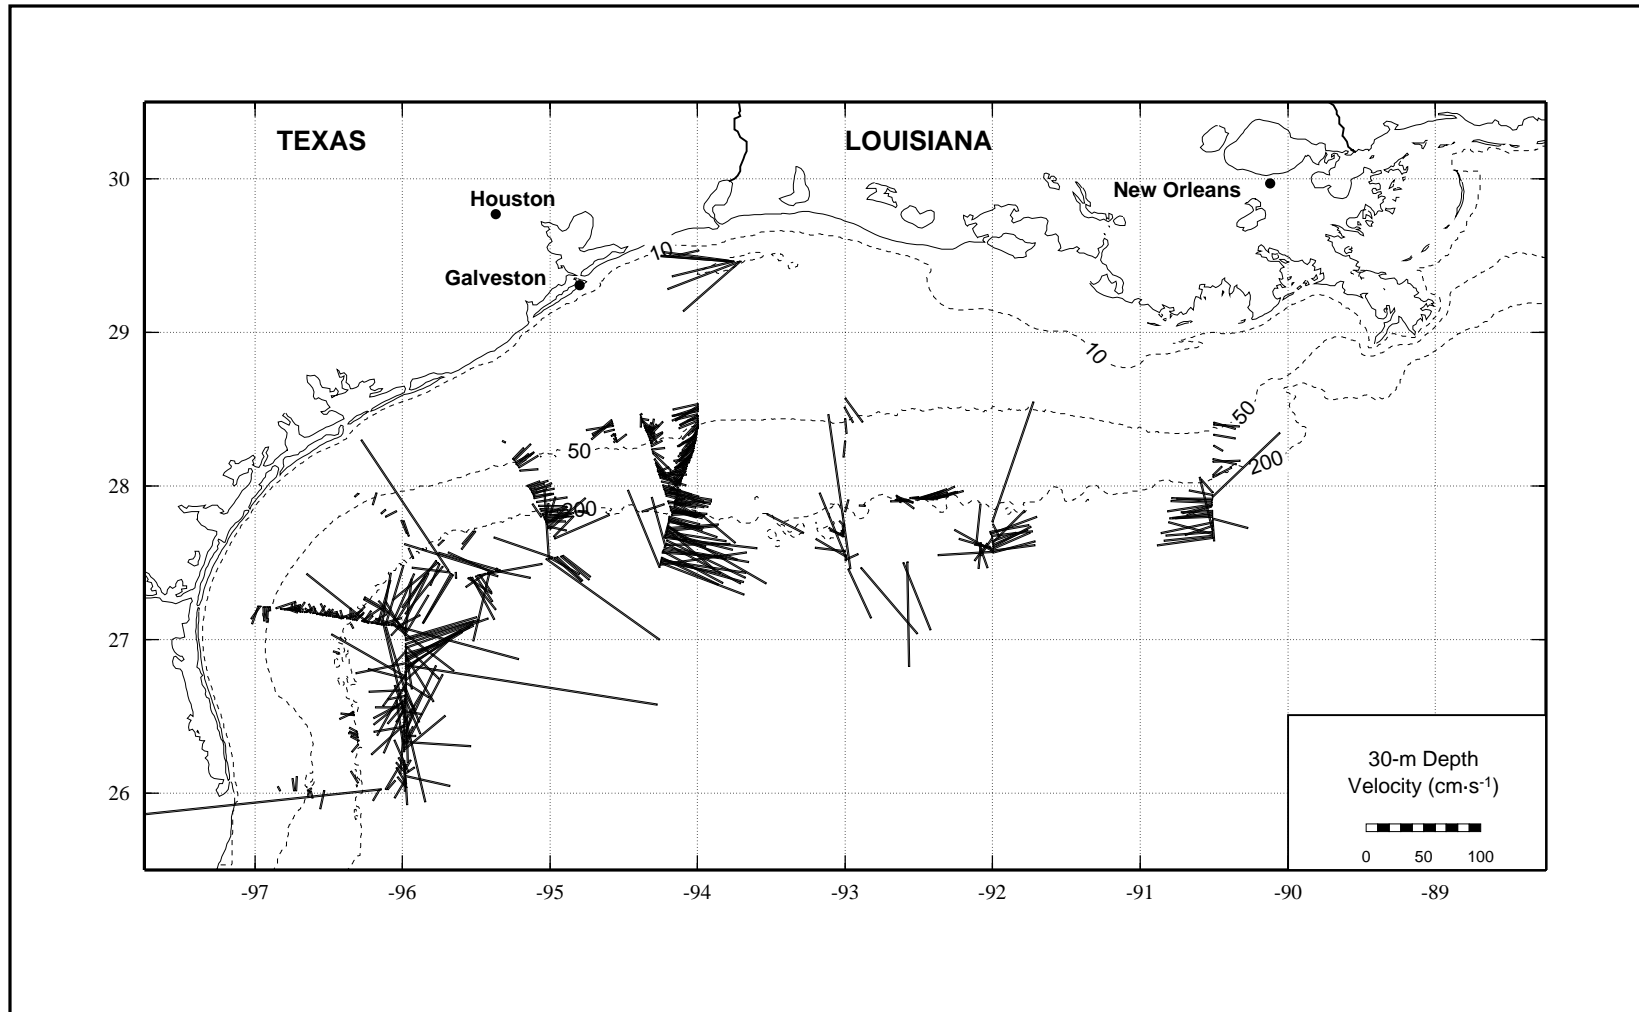 TEXAS
LOUISIANA
30
Houston
New Orleans
10
Galveston
29
10
50
50
200
28
200
27
30-m Depth
Velocity (cm·s-1)
26
0 50 100
-97 -96 -95 -94 -93 -92 -91 -90 -89